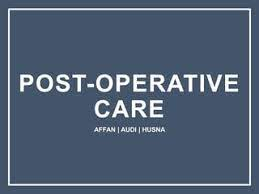 POST-OPERATIVE
CARE
AFFAN | AUDI | HUSNA